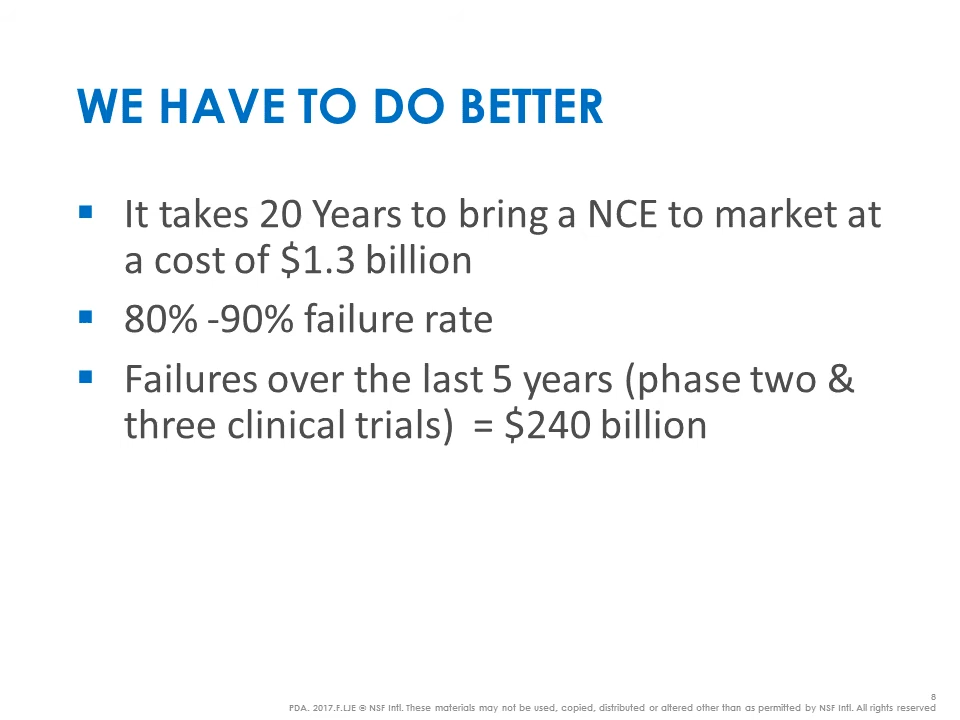 WE HAVE TO DO BETTER
▪ It takes 20 Years to bring a NCE to market at
a cost of $1.3 billion
▪ 80% -90% failure rate
▪ Failures over the last 5 years (phase two &
three clinical trials)  = $240 billion
8
PDA. 2017.F.LJE ® NSF Intl. These materials may not be used, copied, distributed or altered other than as permitted by NSF Intl. All rights reserved